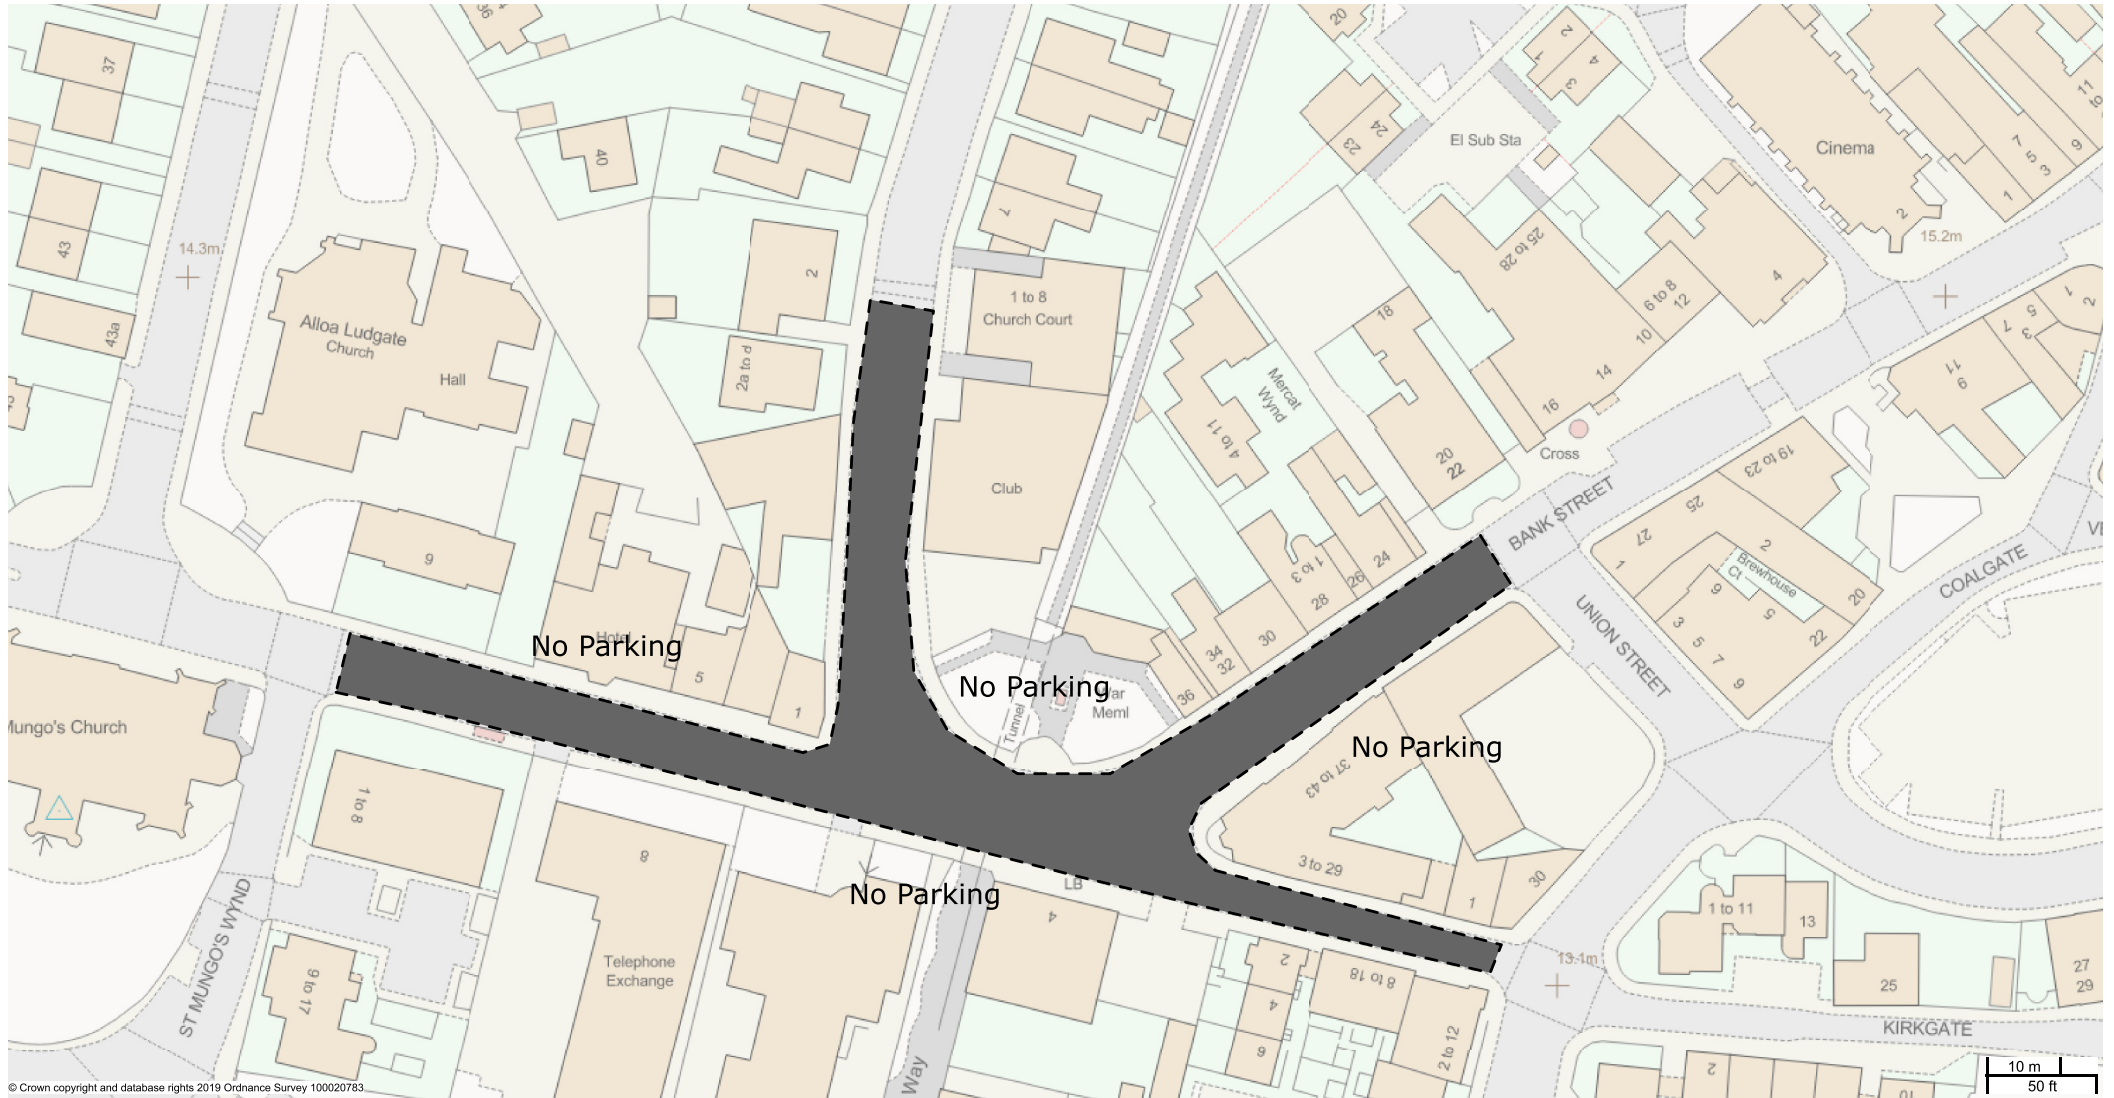 36
20
2
1
3
4
37
11
to
7
5
3
9
1
24
23
El Sub Sta
Cinema
2
40
43
14.3m
7
2
25 to 28
15.2m
4
6 to 8
12
10
14
16
18
1
2
5
3
7
11
9
43a
Alloa Ludgate
Church
Hall
1 to 8
Church Court
2a to d
Mercat
Wynd
4 to 11
20
22
Cross
19 to 23
25
27
1
Club
BANK STREET
9
1 to 3
24
26
28
30
34
32
36
2
Brewhouse
Ct
9
5
20
3
5
7
9
22
COALGATE
UNION STREET
Hotel
No Parking
5
1
No Parking
War
Meml
Tunnel
Mungo's Church
No Parking
37 to 43
1 to 8
8
3 to 29
1
30
LB
No Parking
4
ST MUNGO'S WYND
1 to 11
13
25
27
29
13.1m
Telephone
Exchange
9 to 17
2
4
6
8 to 18
2 to 12
KIRKGATE
Way
2
10 m
50 ft
© Crown copyright and database rights 2019 Ordnance Survey 100020783